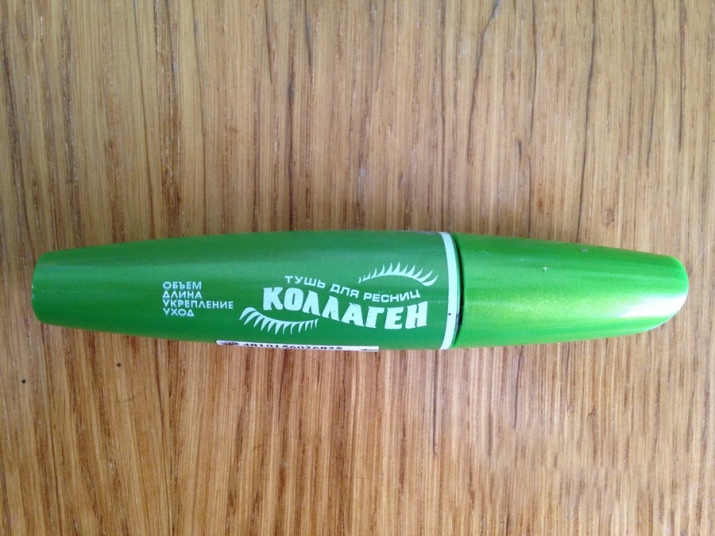 ОБЪЕМ
ДЛИНА
УКРЕПЛЕНИЕ
УХОД
ТУШЬ ДЛЯ РЕСНИЦ
КОЛЛАГЕН